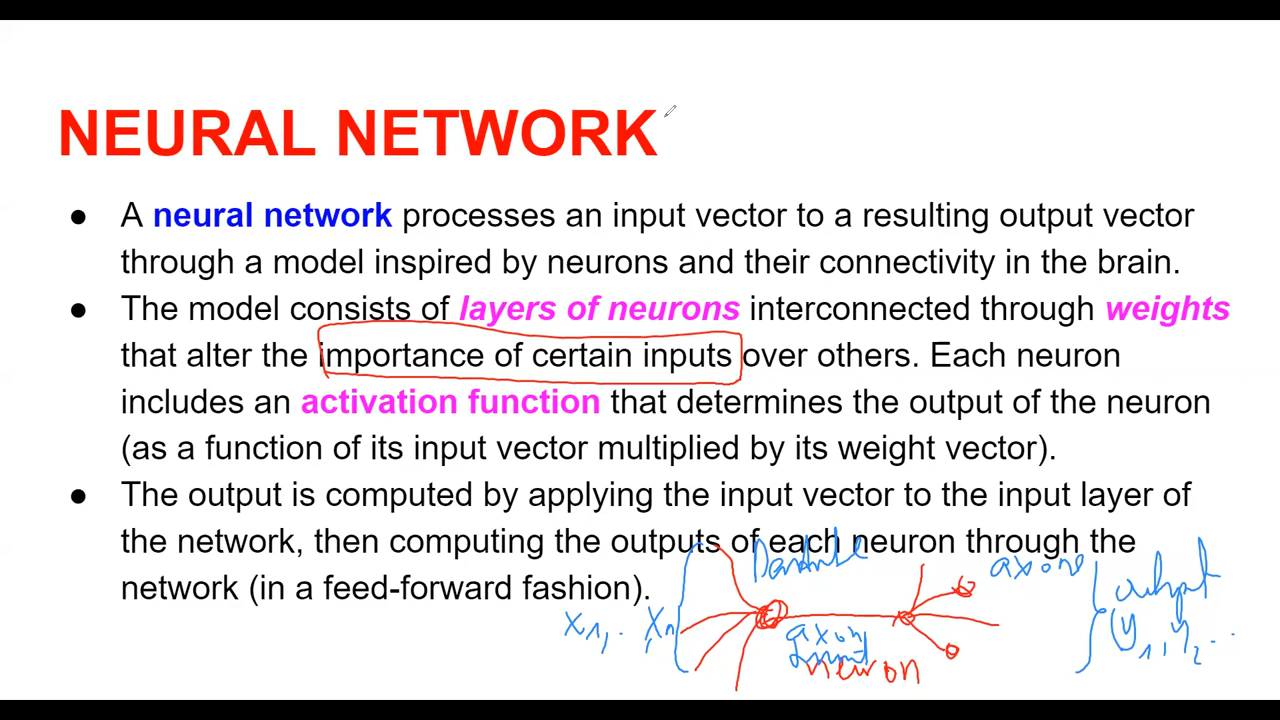 NEURAL NETWORK
● A neural network processes an input vector to a resulting output vector
through a model inspired by neurons and their connectivity in the brain.
● The model consists of layers of neurons interconnected through weights
that alter the importance of certain inputs over others. Each neuron
includes an activation function that determines the output of the neuron
(as a function of its input vector multiplied by its weight vector).
● The output is computed by applying the input vector to the input layer of
the network, then computing the outputs of each neuron through the
network (in a feed-forward fashion).
axone
output
x1, . . xn
axon
(y1, y2 . .
neuron